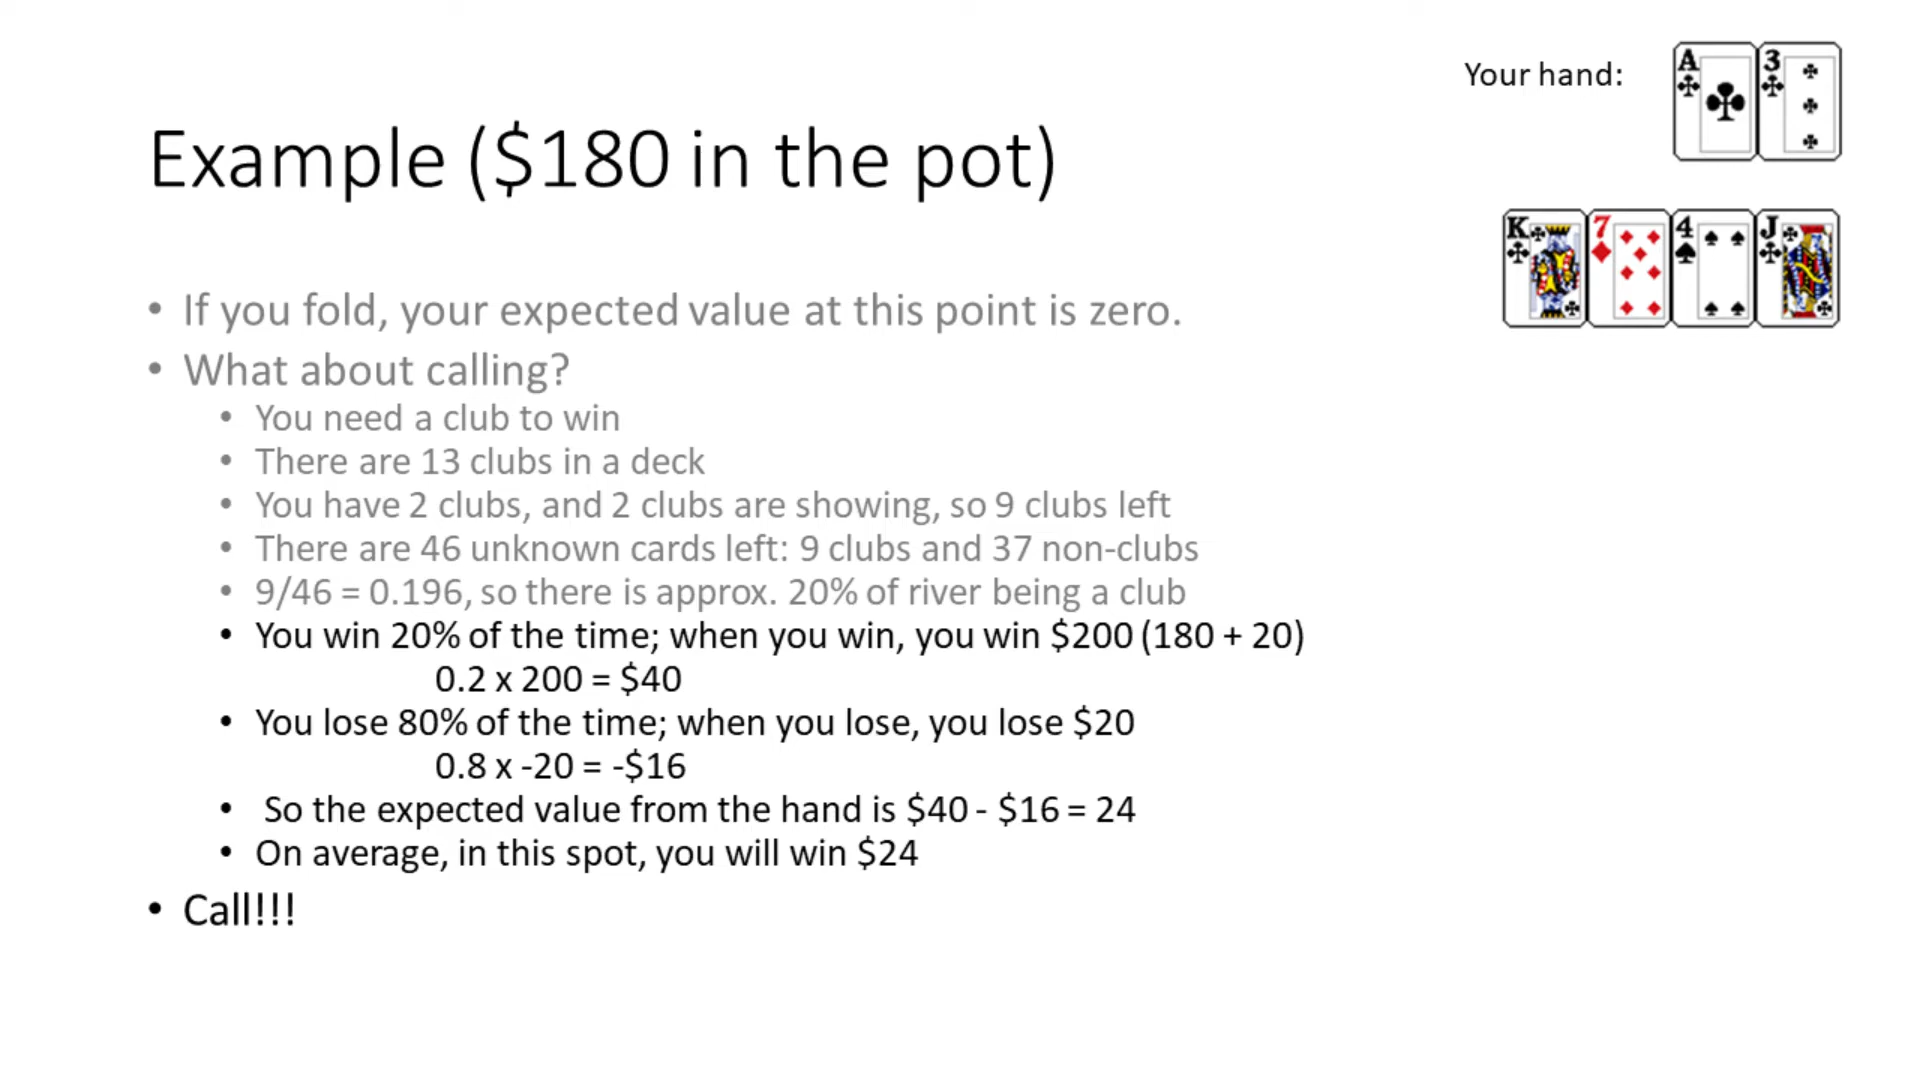 Your hand:
A 3
Example ($180 in the pot)
K 7 4 J
• If you fold, your expected value at this point is zero.
• What about calling?
• You need a club to win
• There are 13 clubs in a deck
• You have 2 clubs, and 2 clubs are showing, so 9 clubs left
• There are 46 unknown cards left: 9 clubs and 37 non-clubs
• 9/46 = 0.196, so there is approx. 20% of river being a club
• You win 20% of the time; when you win, you win $200 (180 + 20)
0.2 x 200 = $40
• You lose 80% of the time; when you lose, you lose $20
0.8 x -20 = -$16
• So the expected value from the hand is $40 - $16 = 24
• On average, in this spot, you will win $24
• Call!!!